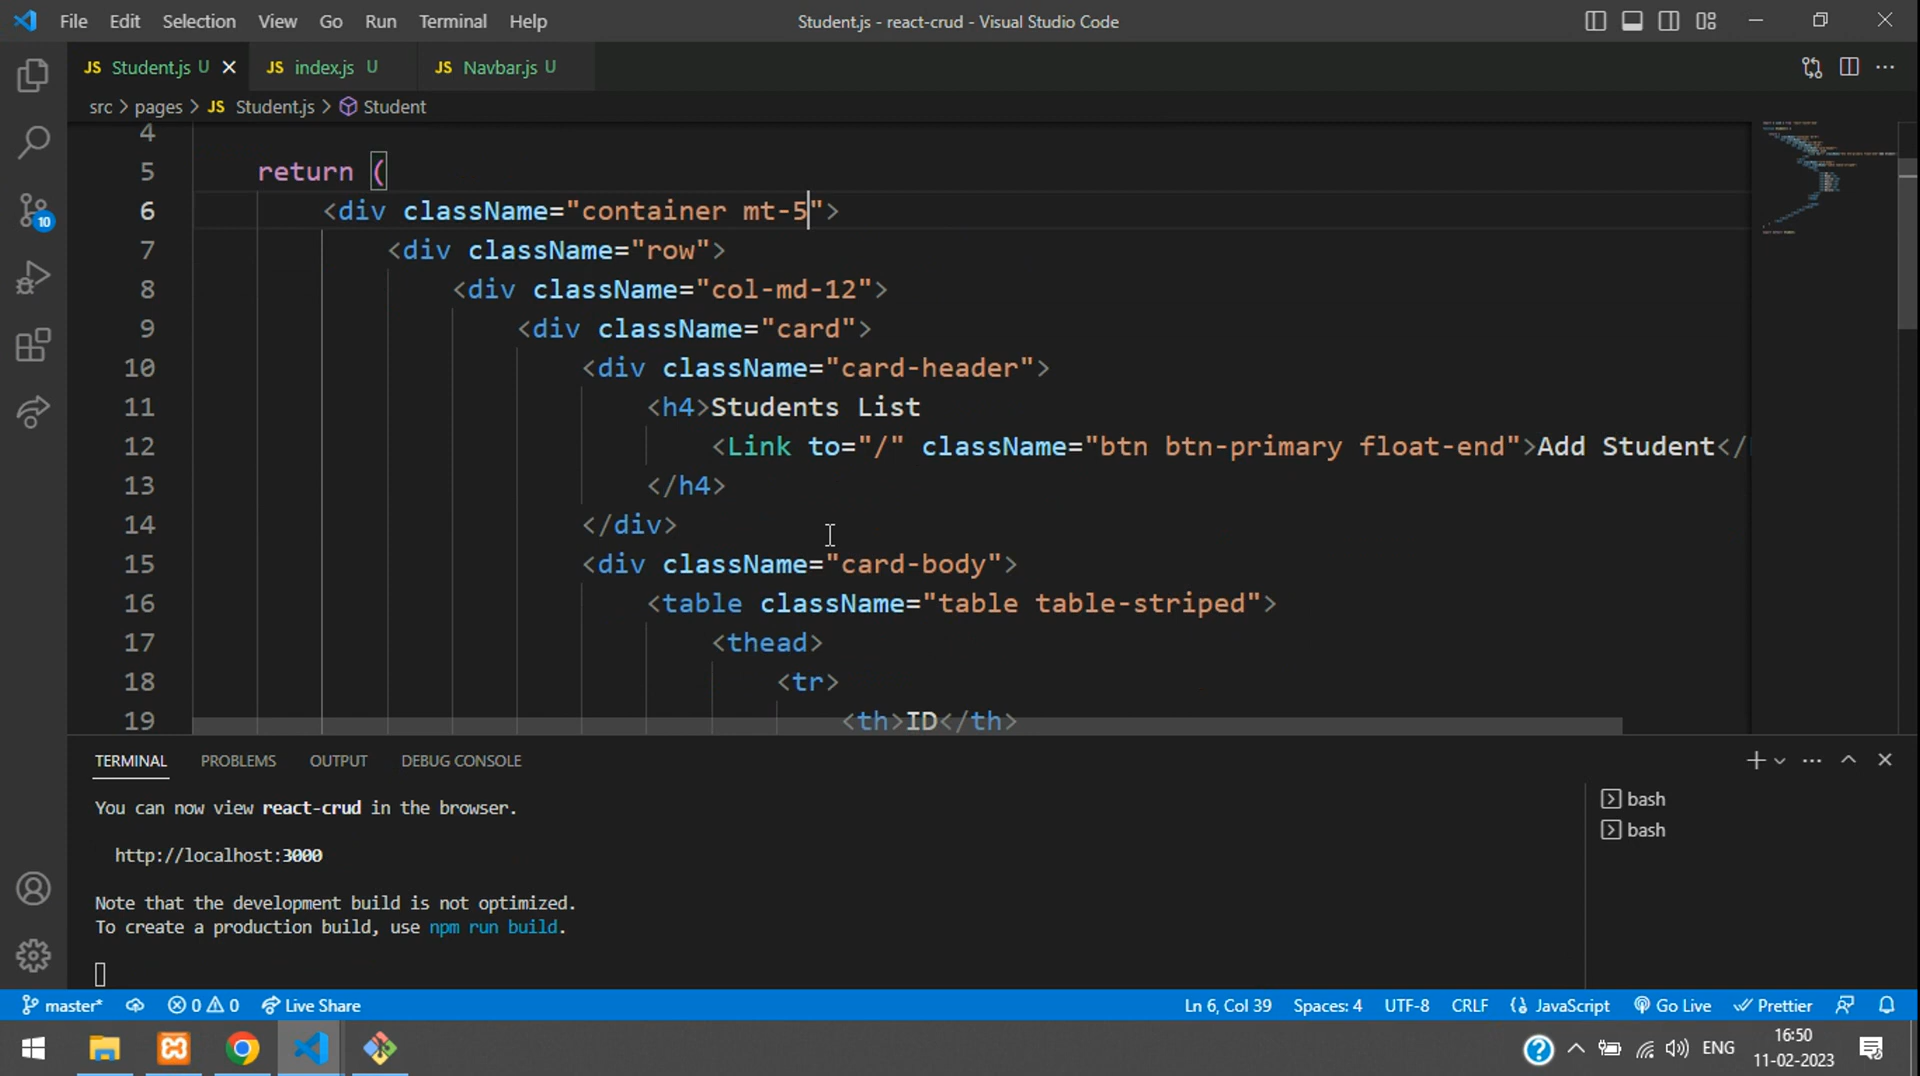 File Edit Selection View Go Run Terminal Help
Student.js - react-crud - Visual Studio Code
JS Student.js U
JS index.js U
JS Navbar.js U
src > pages > JS Student.js > Student
4
5 return (
6 <div className="container mt-5">
7 <div className="row">
8 <div className="col-md-12">
9 <div className="card">
10 <div className="card-header">
11 <h4>Students List
12 <Link to="/" className="btn btn-primary float-end">Add Student</
13 </h4>
14 </div>
15 <div className="card-body">
16 <table className="table table-striped">
17 <thead>
18 <tr>
19 <th>ID</th>
10
TERMINAL PROBLEMS OUTPUT DEBUG CONSOLE
You can now view react-crud in the browser.
http://localhost:3000
Note that the development build is not optimized.
To create a production build, use npm run build.
bash
bash
master* 0 0 Live Share
Ln 6, Col 39 Spaces: 4 UTF-8 CRLF {} JavaScript Go Live Prettier
ENG
16:50
11-02-2023